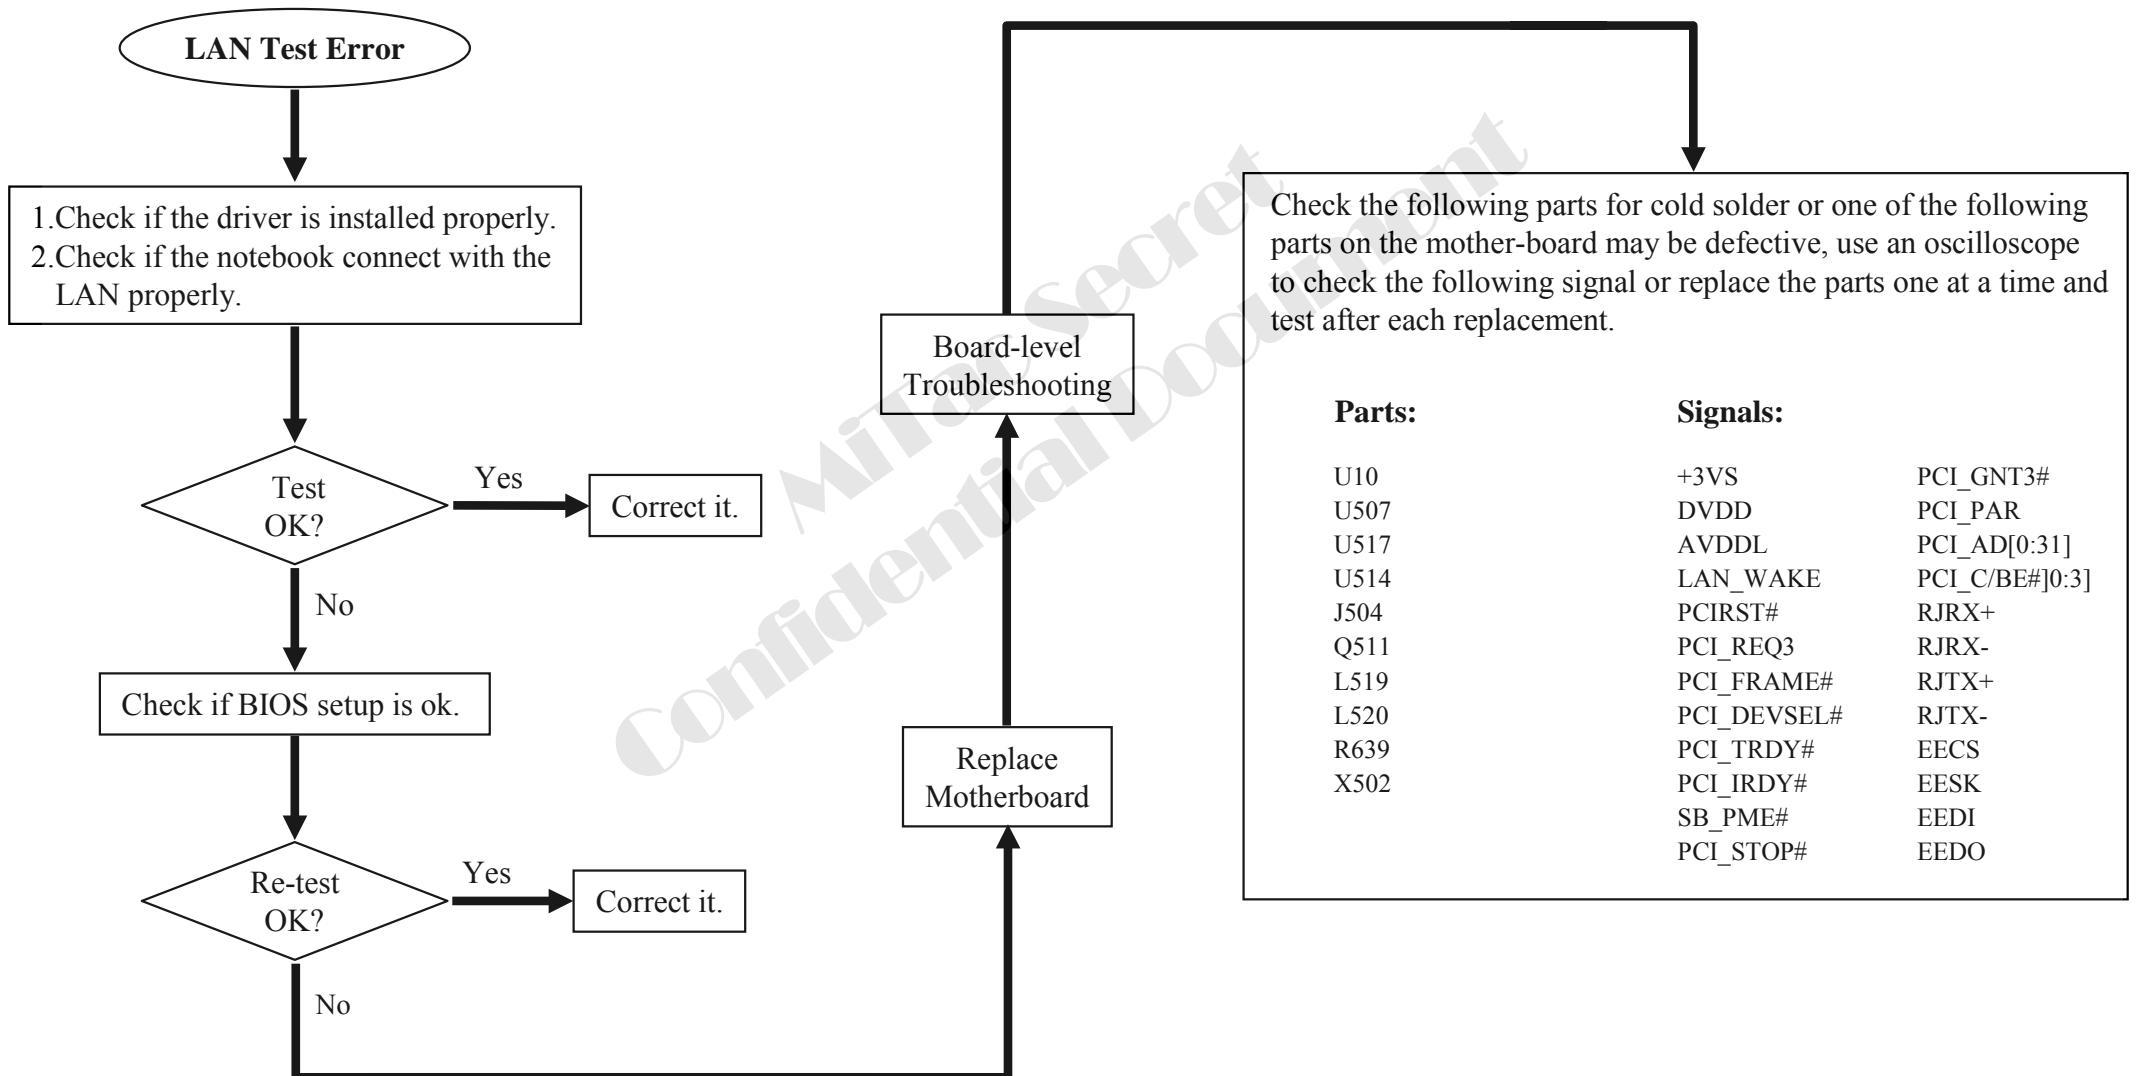 LAN Test Error
1.Check if the driver is installed properly.
2.Check if the notebook connect with the
LAN properly.
Test
OK?
Yes
Correct it.
No
Check if BIOS setup is ok.
Re-test
OK?
Yes
Correct it.
No
Replace
Motherboard
Board-level
Troubleshooting
Check the following parts for cold solder or one of the following
parts on the mother-board may be defective, use an oscilloscope
to check the following signal or replace the parts one at a time and
test after each replacement.
Parts:
U10
U507
U517
U514
J504
Q511
L519
L520
R639
X502
Signals:
+3VS
DVDD
AVDDL
LAN_WAKE
PCIRST#
PCI_REQ3
PCI_FRAME#
PCI_DEVSEL#
PCI_TRDY#
PCI_IRDY#
SB_PME#
PCI_STOP#
PCI_GNT3#
PCI_PAR
PCI_AD[0:31]
PCI_C/BE#]0:3]
RJRX+
RJRX-
RJTX+
RJTX-
EECS
EESK
EEDI
EEDO
MiTac Secret
Confidential Document